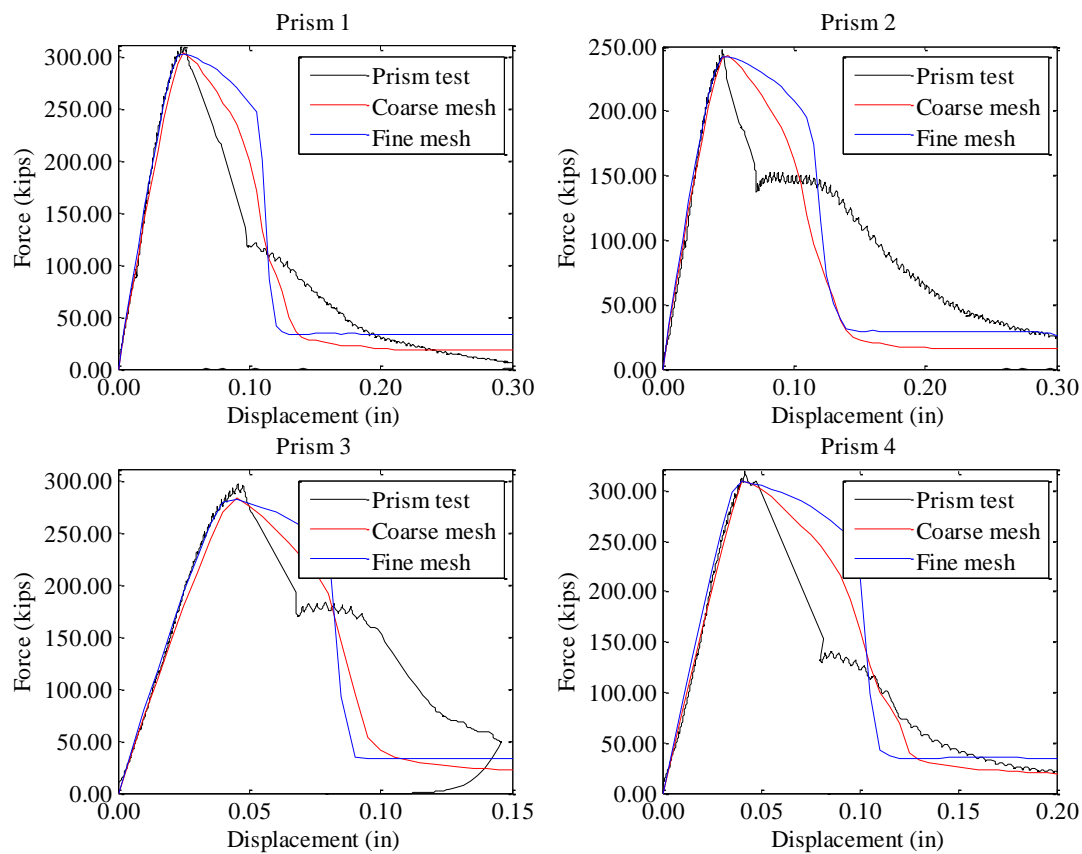 Prism 1
Prism test
Coarse mesh
Fine mesh
Force (kips)
300.00
250.00
200.00
150.00
100.00
50.00
0.00
0.00 0.10 0.20 0.30
Displacement (in)
Prism 2
Prism test
Coarse mesh
Fine mesh
Force (kips)
250.00
200.00
150.00
100.00
50.00
0.00
0.00 0.10 0.20 0.30
Displacement (in)
Prism 3
Prism test
Coarse mesh
Fine mesh
Force (kips)
300.00
250.00
200.00
150.00
100.00
50.00
0.00
0.00 0.05 0.10 0.15
Displacement (in)
Prism 4
Prism test
Coarse mesh
Fine mesh
Force (kips)
300.00
250.00
200.00
150.00
100.00
50.00
0.00
0.00 0.05 0.10 0.15 0.20
Displacement (in)